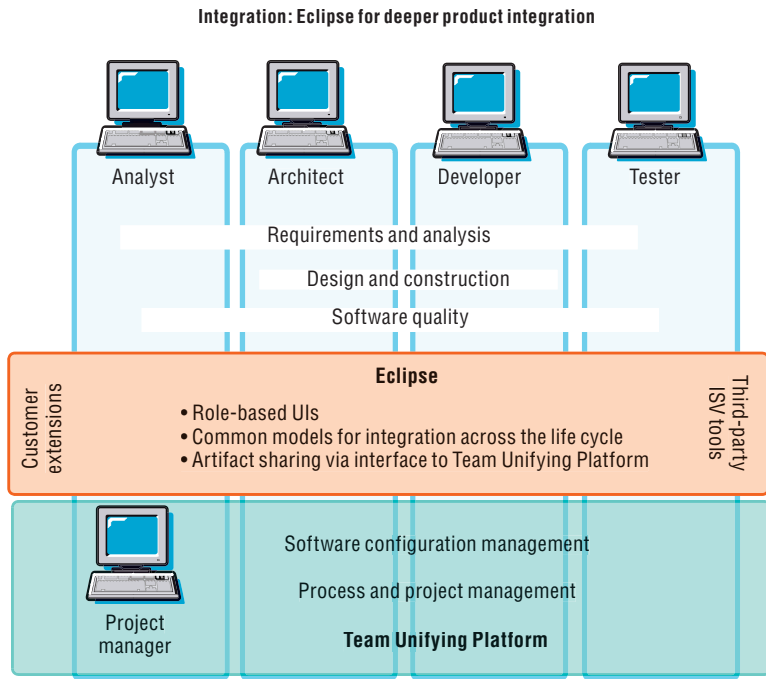 Integration: Eclipse for deeper product integration
Analyst
Architect
Developer
Tester
Requirements and analysis
Design and construction
Software quality
Eclipse
Customer
extensions
• Role-based UIs
• Common models for integration across the life cycle
• Artifact sharing via interface to Team Unifying Platform
Third-party
ISV tools
Software configuration management
Process and project management
Project
manager
Team Unifying Platform